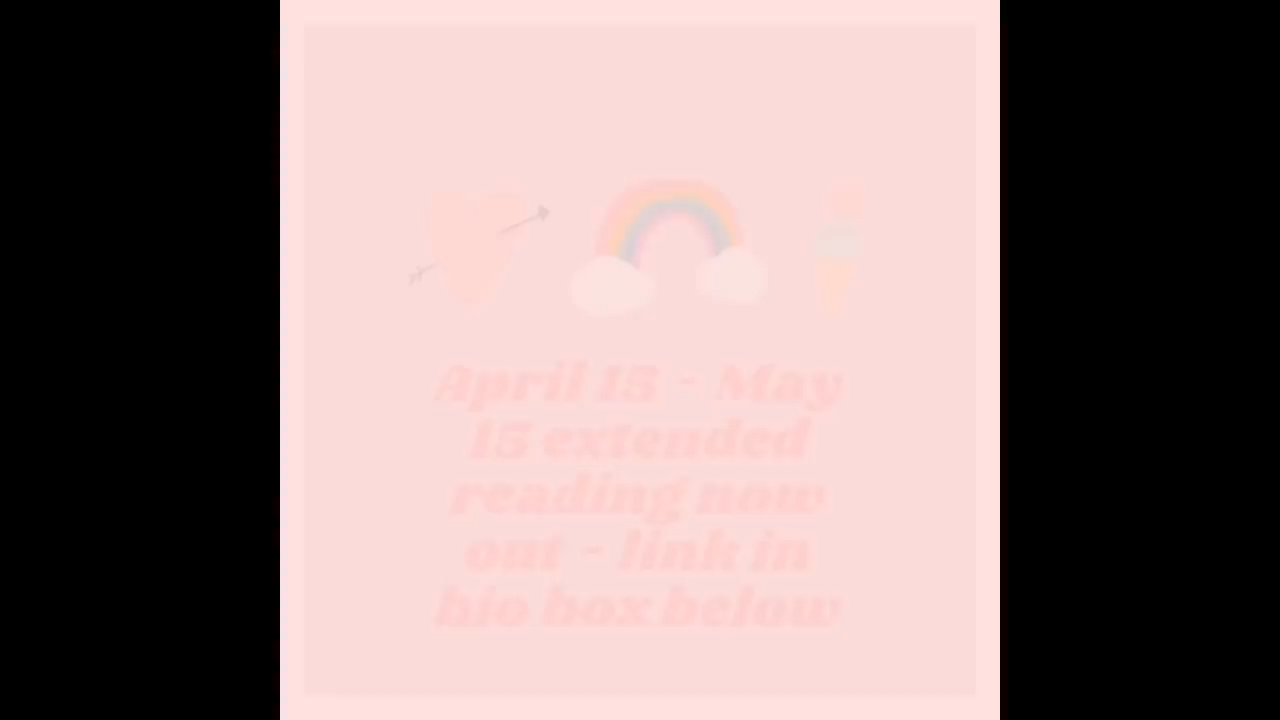 April 15 - May
15 extended
reading now
out - link in
bio box below